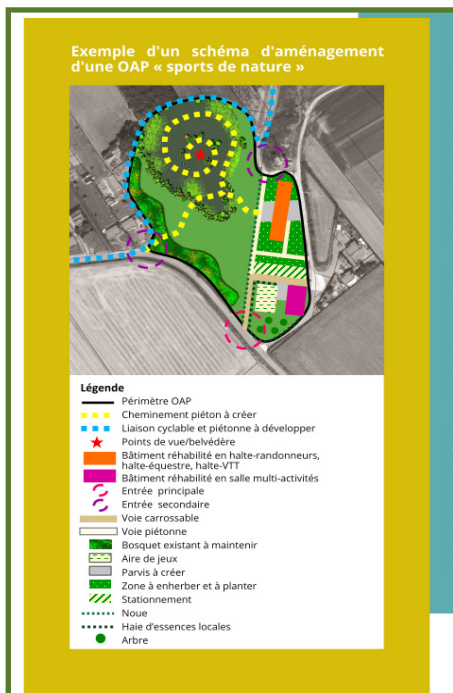 Exemple d'un schéma d'aménagement
d'une OAP « sports de nature »
Légende
Périmètre OAP
Cheminement piéton à créer
Liaison cyclable et piétonne à développer
Points de vue/belvédère
Bâtiment réhabilité en halte-randonneurs,
halte-équestre, halte-VTT
Bâtiment réhabilité en salle multi-activités
Entrée principale
Entrée secondaire
Voie carrossable
Voie piétonne
Bosquet existant à maintenir
Aire de jeux
Parvis à créer
Zone à enherber et à planter
Stationnement
Noue
Haie d'essences locales
Arbre